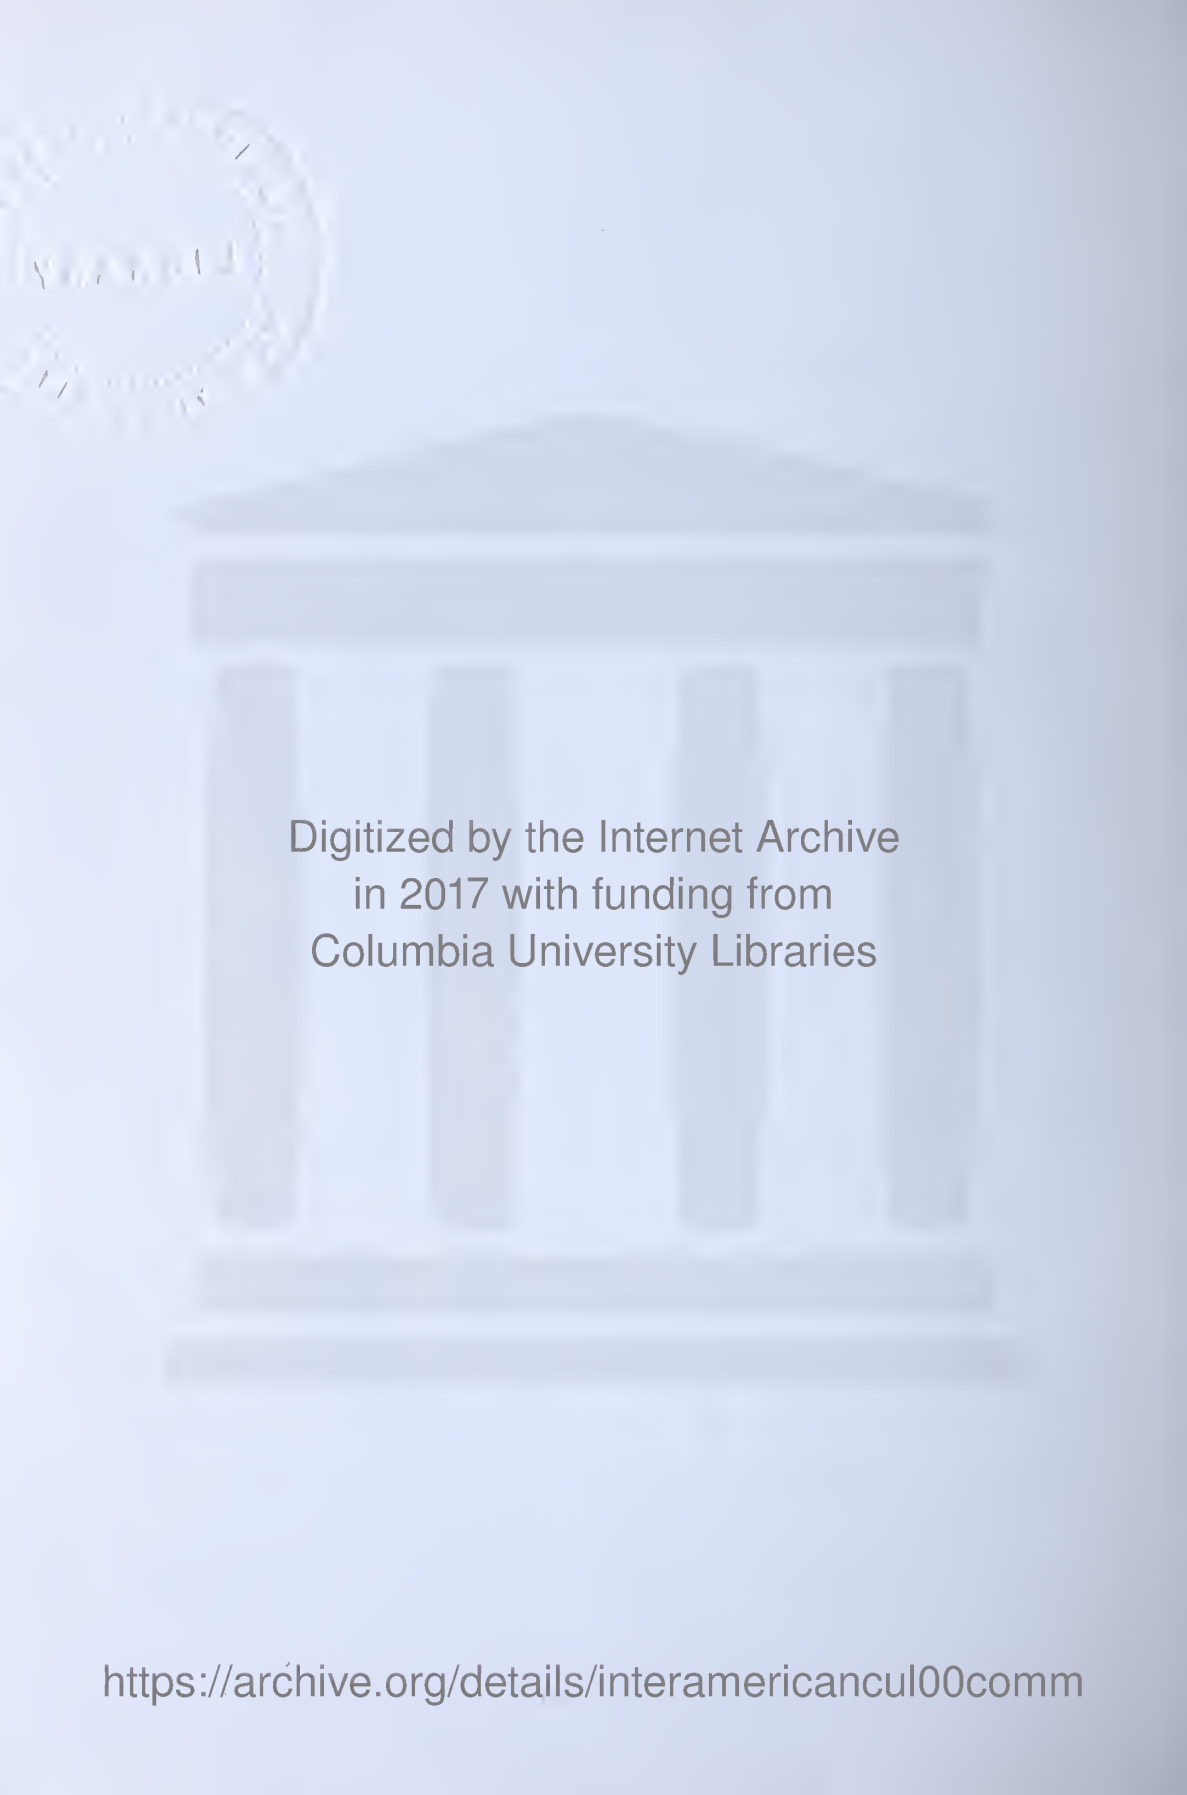 Digitized by the Internet Archive
in 2017 with funding from
Columbia University Libraries
https://archive.org/details/interamericancul00comm